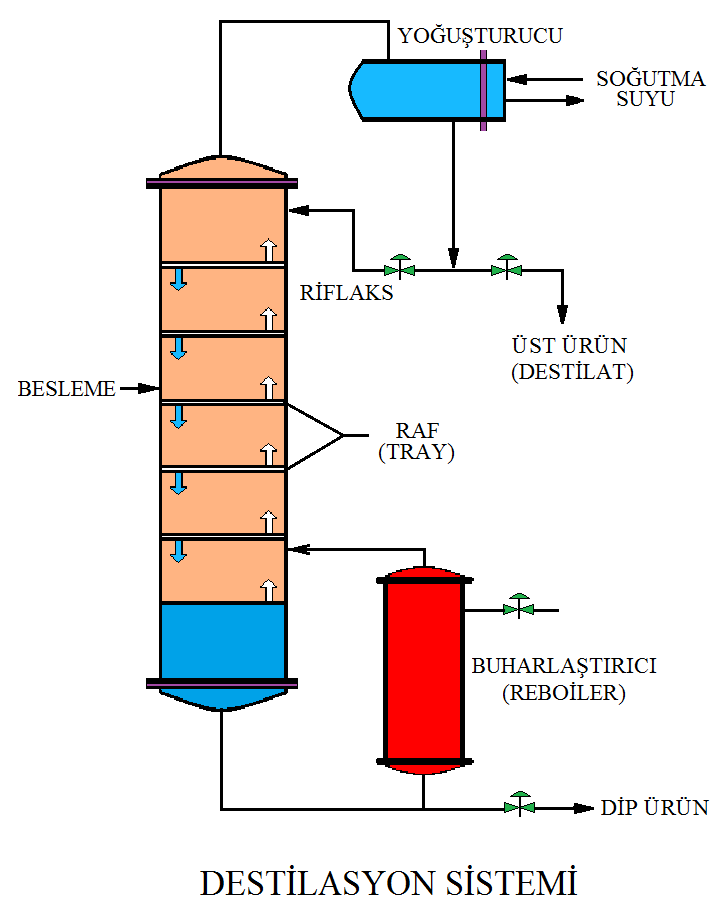 YOĞUŞTURUCU
SOĞUTMA
SUYU
RİFLAKS
ÜST ÜRÜN
(DESTİLAT)
BESLEME
RAF
(TRAY)
BUHARLAŞTIRICI
(REBOİLER)
DİP ÜRÜN
DESTİLASYON SİSTEMİ